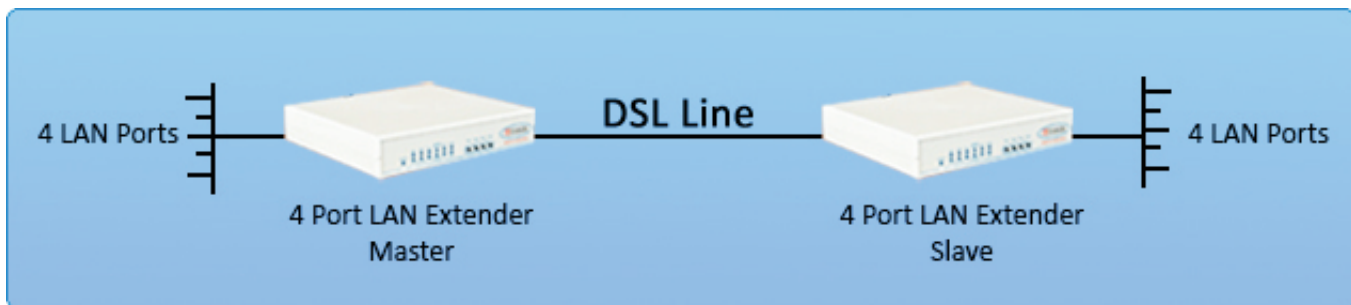 4 LAN Ports
DSL Line
4 LAN Ports
4 Port LAN Extender
Master
4 Port LAN Extender
Slave